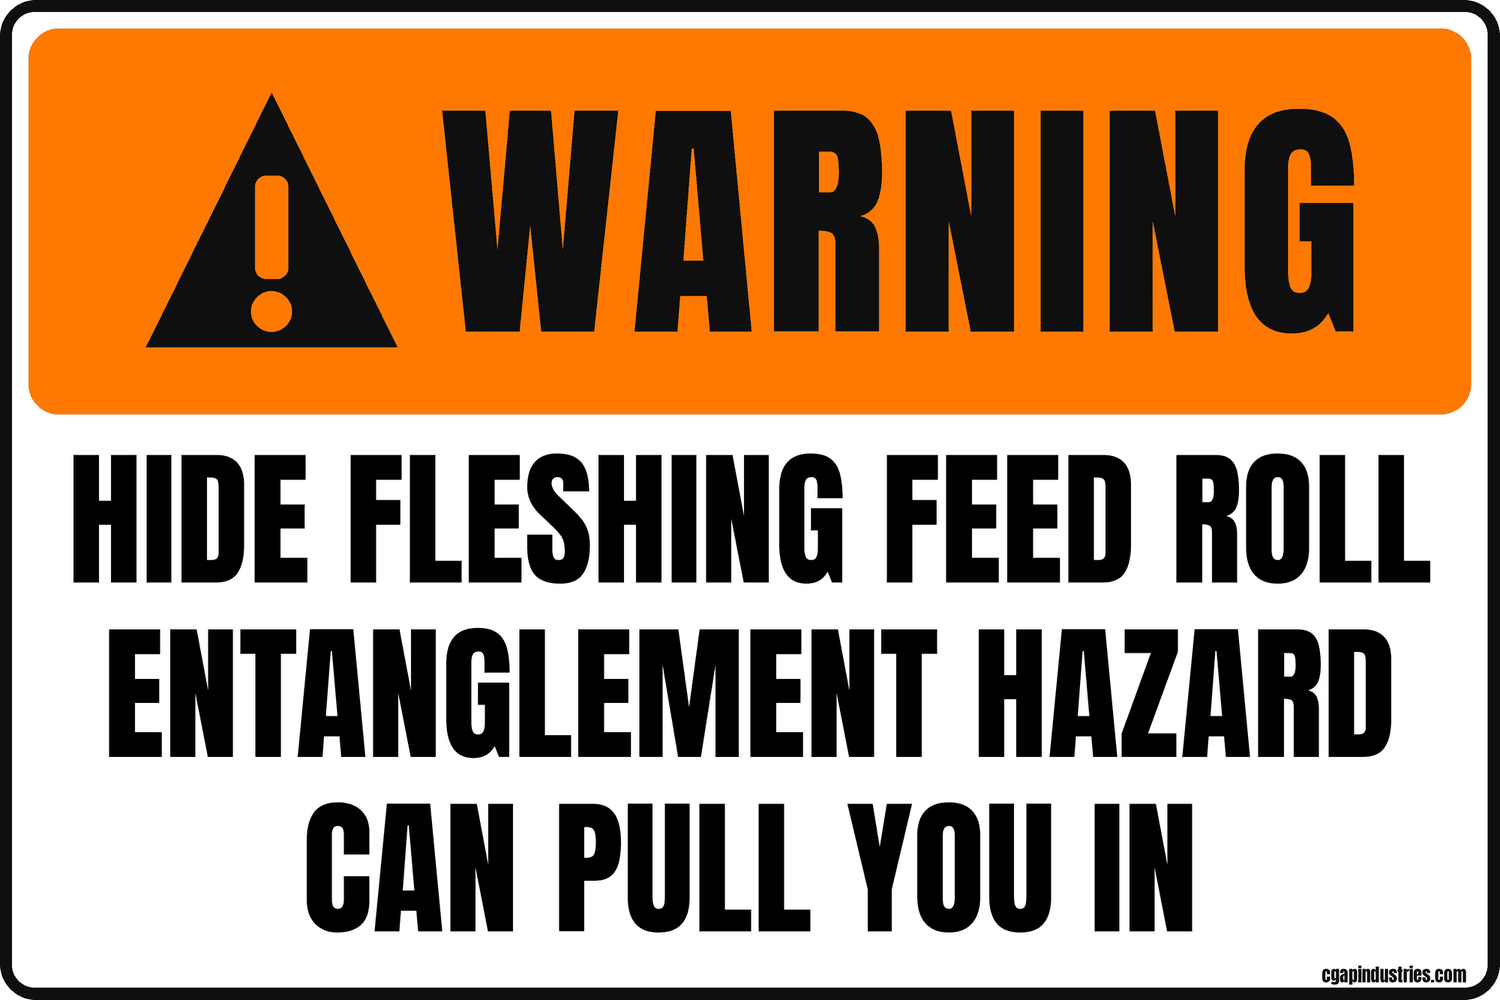 WARNING
HIDE FLESHING FEED ROLL
ENTANGLEMENT HAZARD
CAN PULL YOU IN
cgapindustries.com